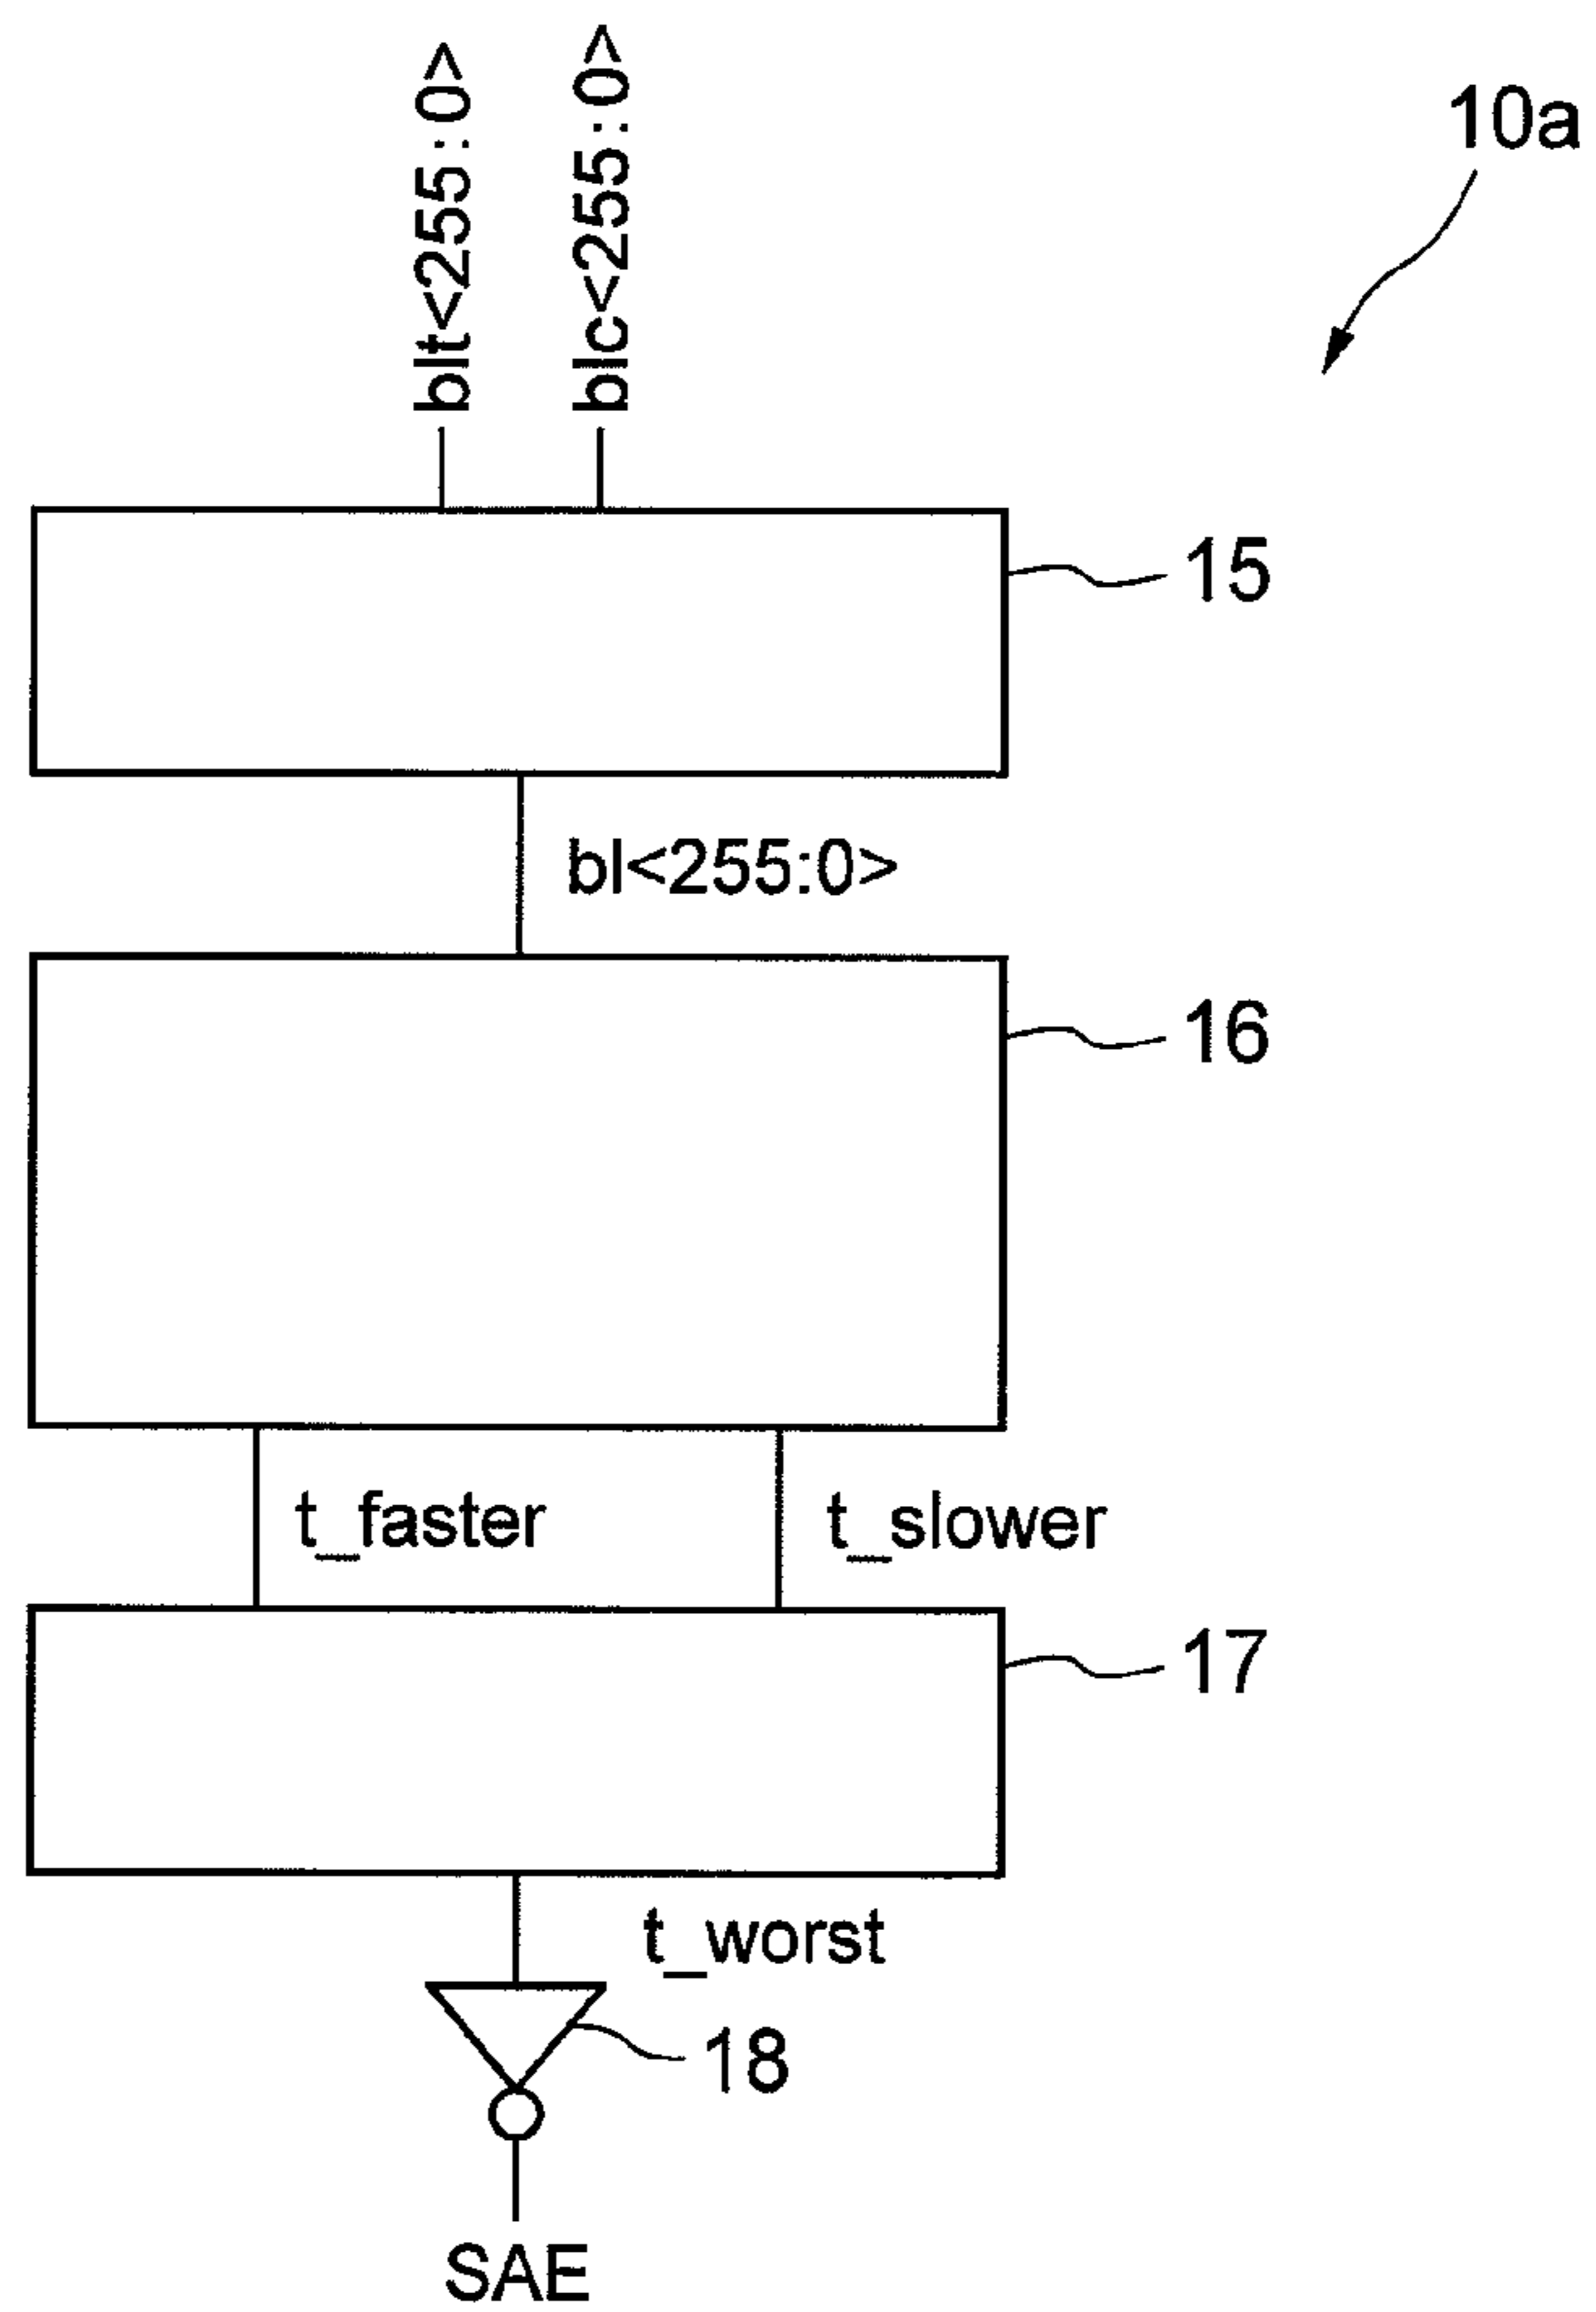 blt<255:0>
blc<255:0>
10a
15
bl<255:0>
16
t_faster
t_slower
17
t_worst
18
SAE